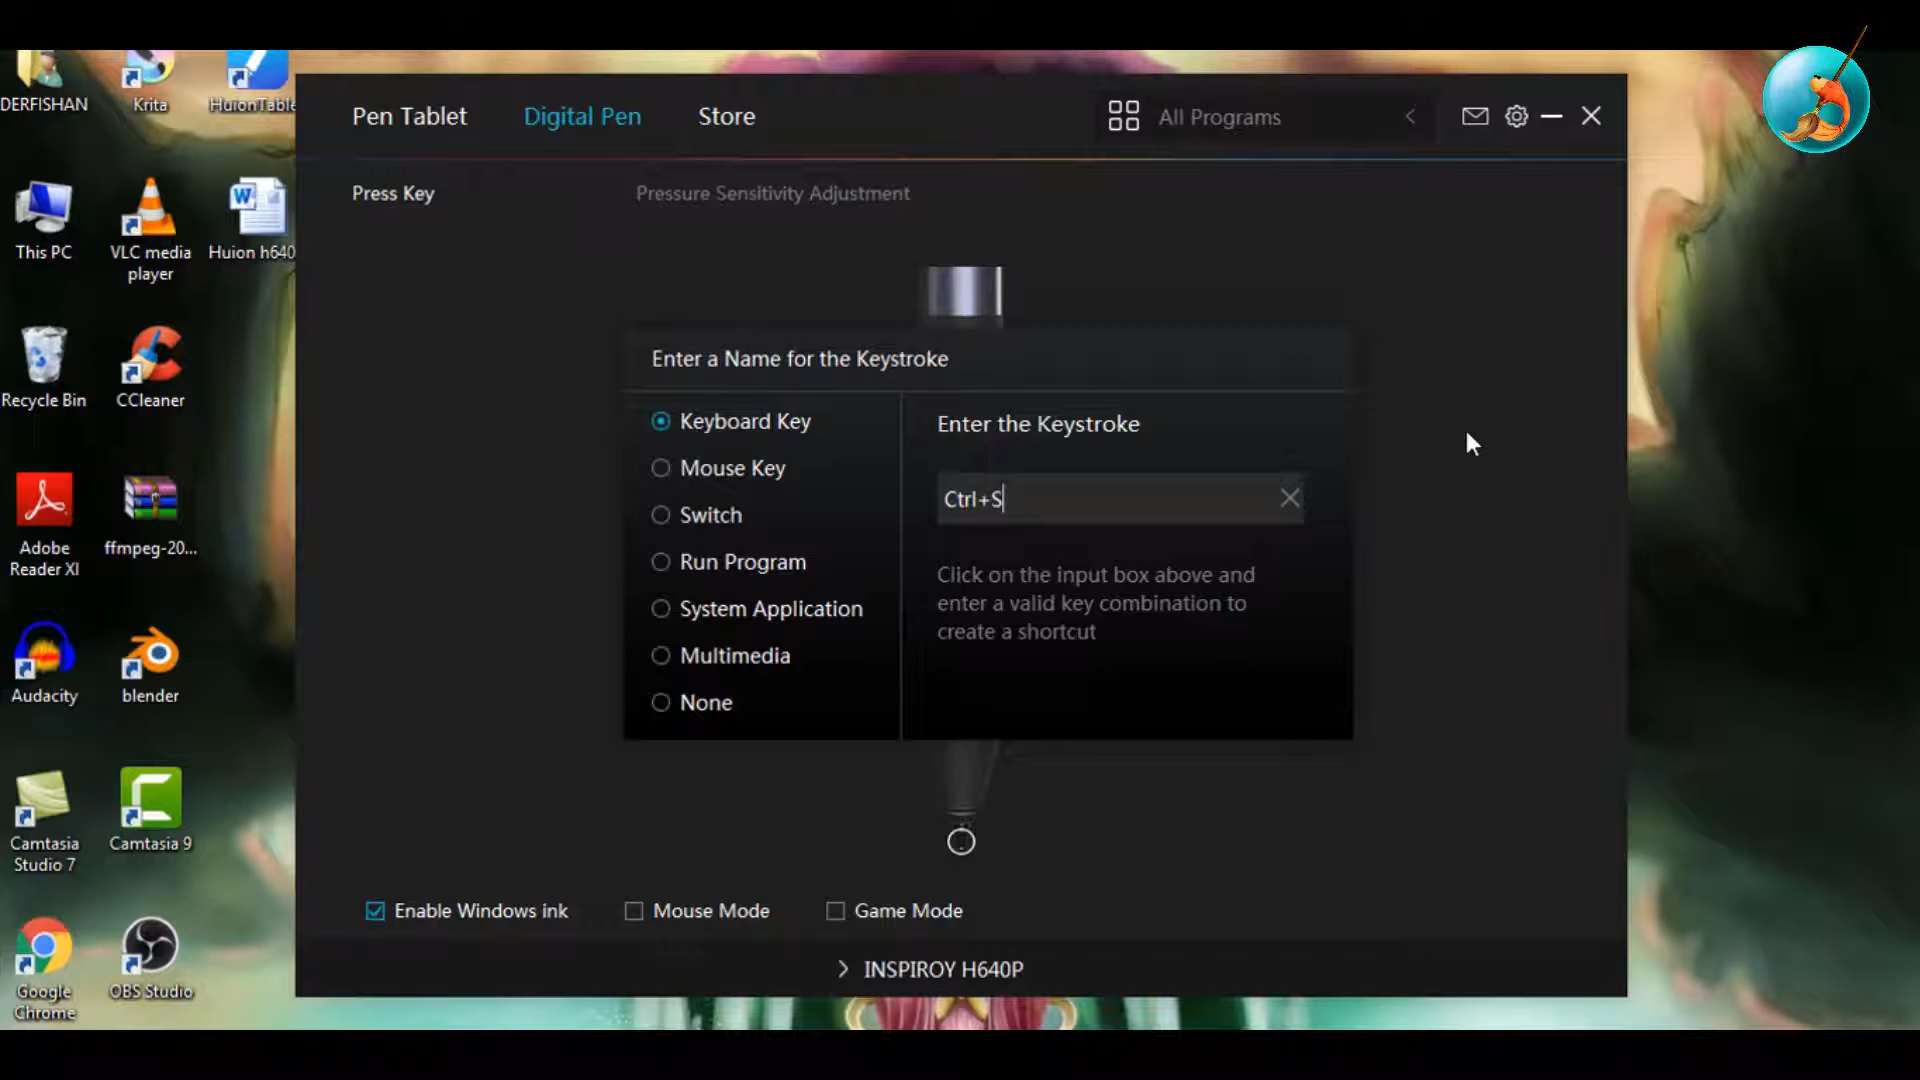 DERFISHAN
Krita
HuionTable
This PC
VLC media
player
Huion h640
Recycle Bin
CCleaner
Adobe
Reader XI
ffmpeg-20...
Audacity
blender
Camtasia
Studio 7
Camtasia 9
Google
Chrome
OBS Studio
Pen Tablet
Digital Pen
Store
All Programs
Press Key
Pressure Sensitivity Adjustment
Enter a Name for the Keystroke
Keyboard Key
Mouse Key
Switch
Run Program
System Application
Multimedia
None
Enter the Keystroke
Ctrl+S
Click on the input box above and
enter a valid key combination to
create a shortcut
Enable Windows ink
Mouse Mode
Game Mode
INSPIROY H640P